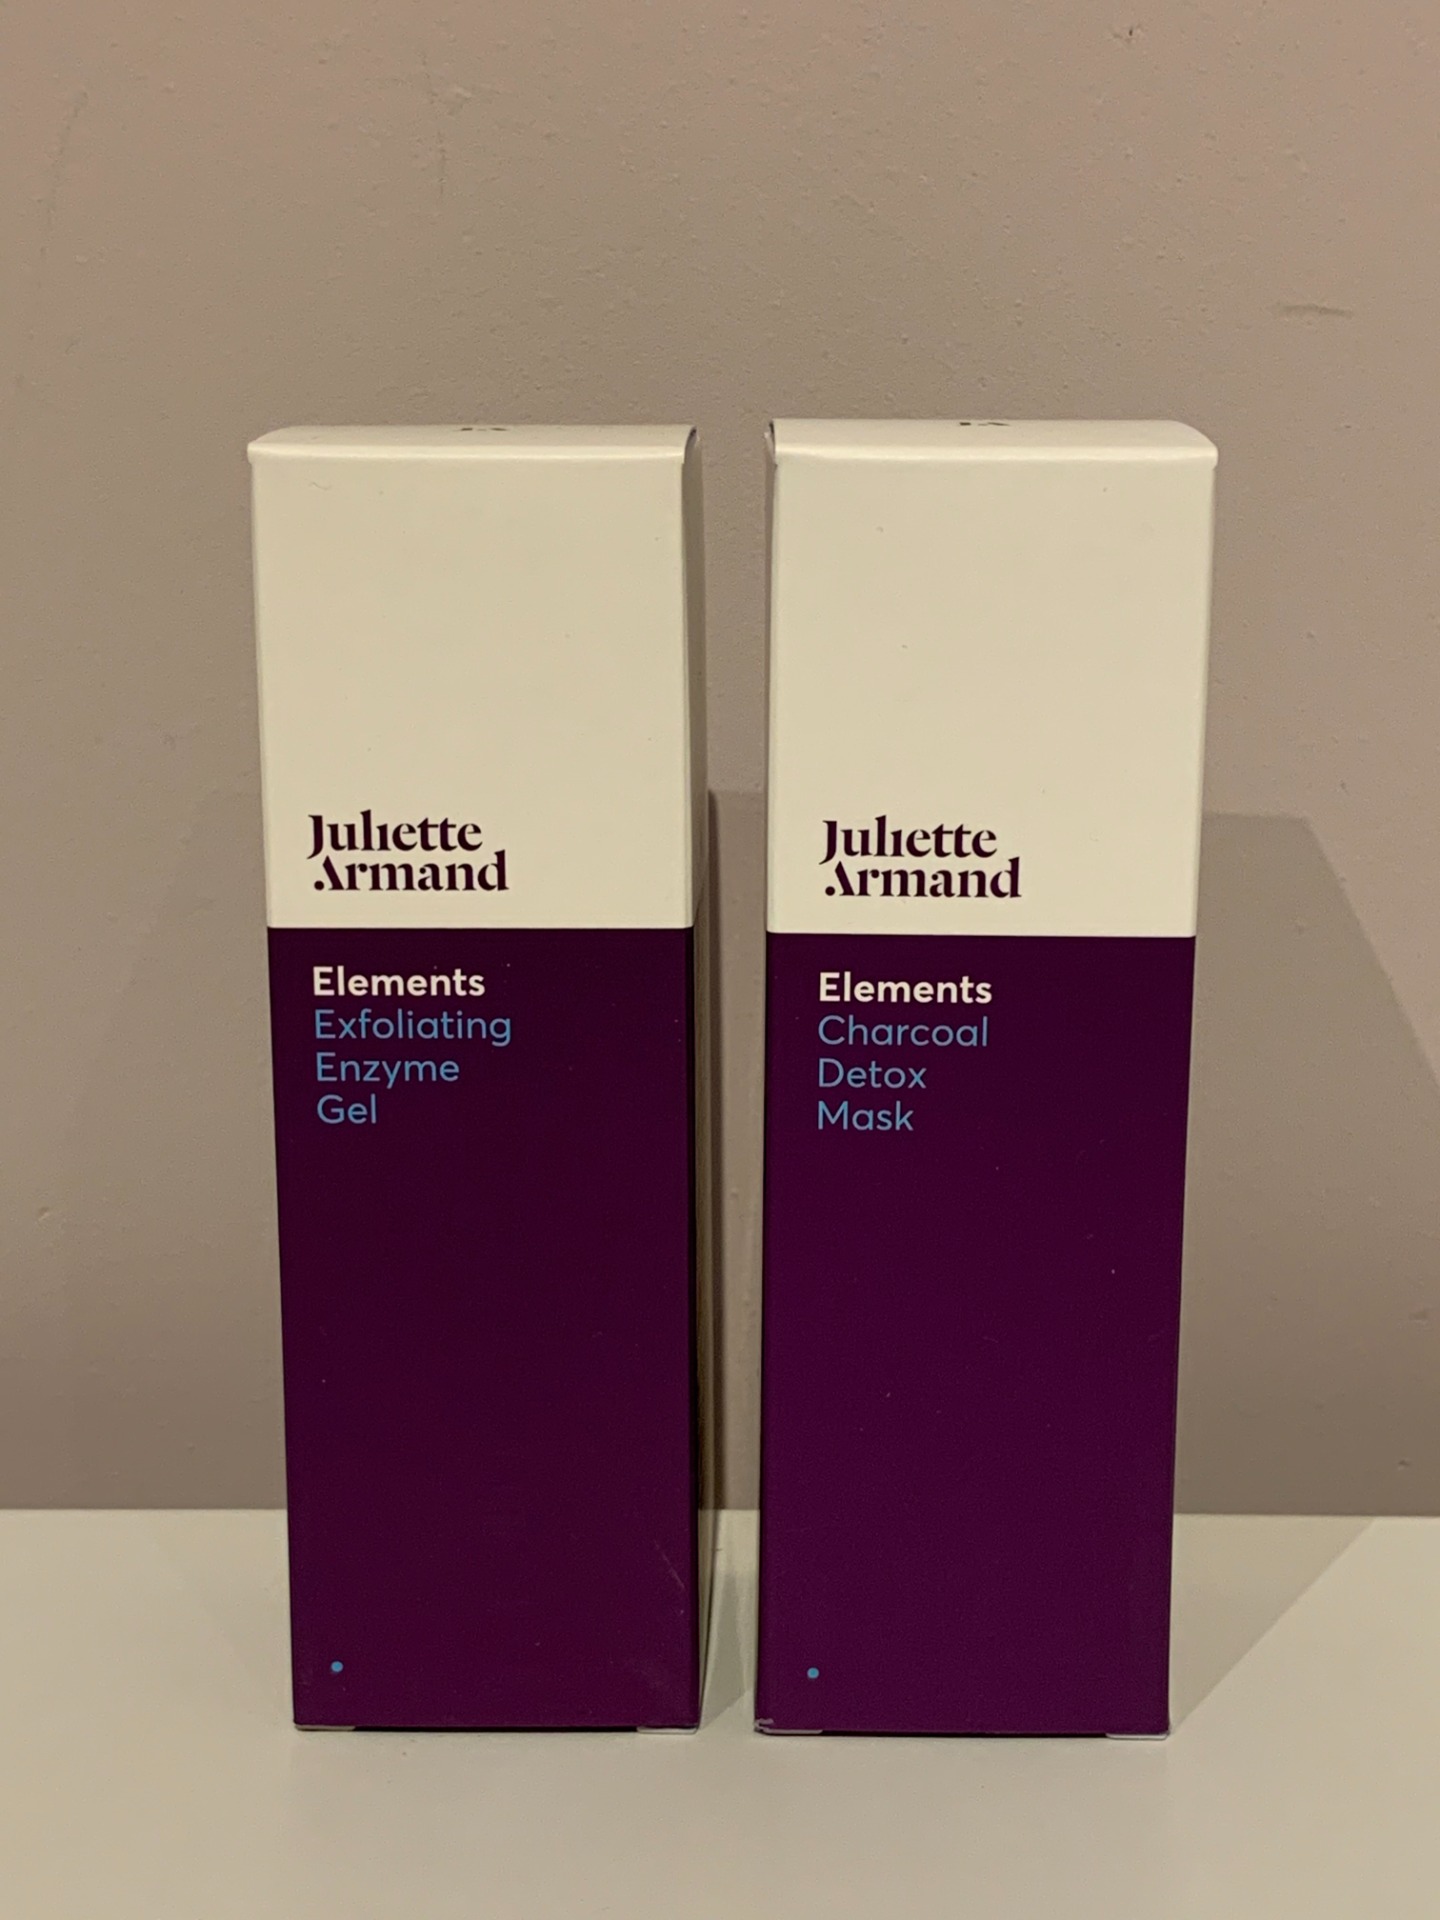 Juliette
Armand
Elements
Exfoliating
Enzyme
Gel
Juliette
Armand
Elements
Charcoal
Detox
Mask